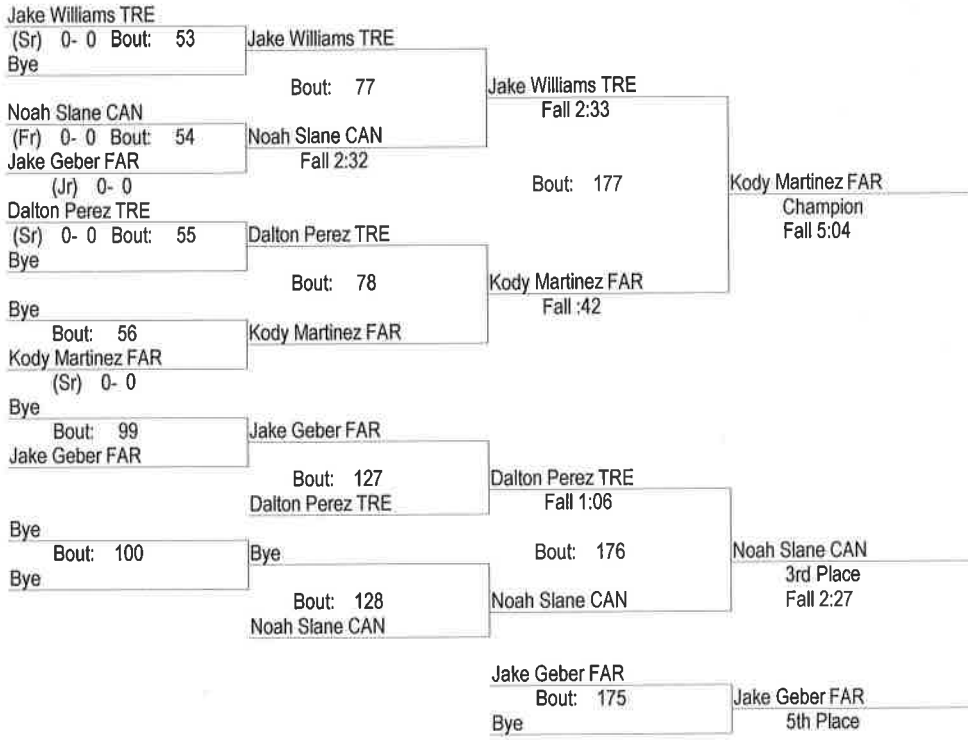 Jake Williams TRE
(Sr) 0- 0 Bout: 53
Bye
Jake Williams TRE
Bout: 77
Noah Slane CAN
(Fr) 0- 0 Bout: 54
Jake Geber FAR
(Jr) 0- 0
Noah Slane CAN
Fall 2:32
Jake Williams TRE
Fall 2:33
Bout: 177
Dalton Perez TRE
(Sr) 0- 0 Bout: 55
Bye
Dalton Perez TRE
Bout: 78
Bye
Bout: 56
Kody Martinez FAR
(Sr) 0- 0
Kody Martinez FAR
Kody Martinez FAR
Fall :42
Kody Martinez FAR
Champion
Fall 5:04
Bye
Bout: 99
Jake Geber FAR
Jake Geber FAR
Bout: 127
Dalton Perez TRE
Dalton Perez TRE
Fall 1:06
Bout: 176
Bye
Bout: 100
Bye
Bye
Bout: 128
Noah Slane CAN
Noah Slane CAN
Noah Slane CAN
3rd Place
Fall 2:27
Jake Geber FAR
Bout: 175
Bye
Jake Geber FAR
5th Place